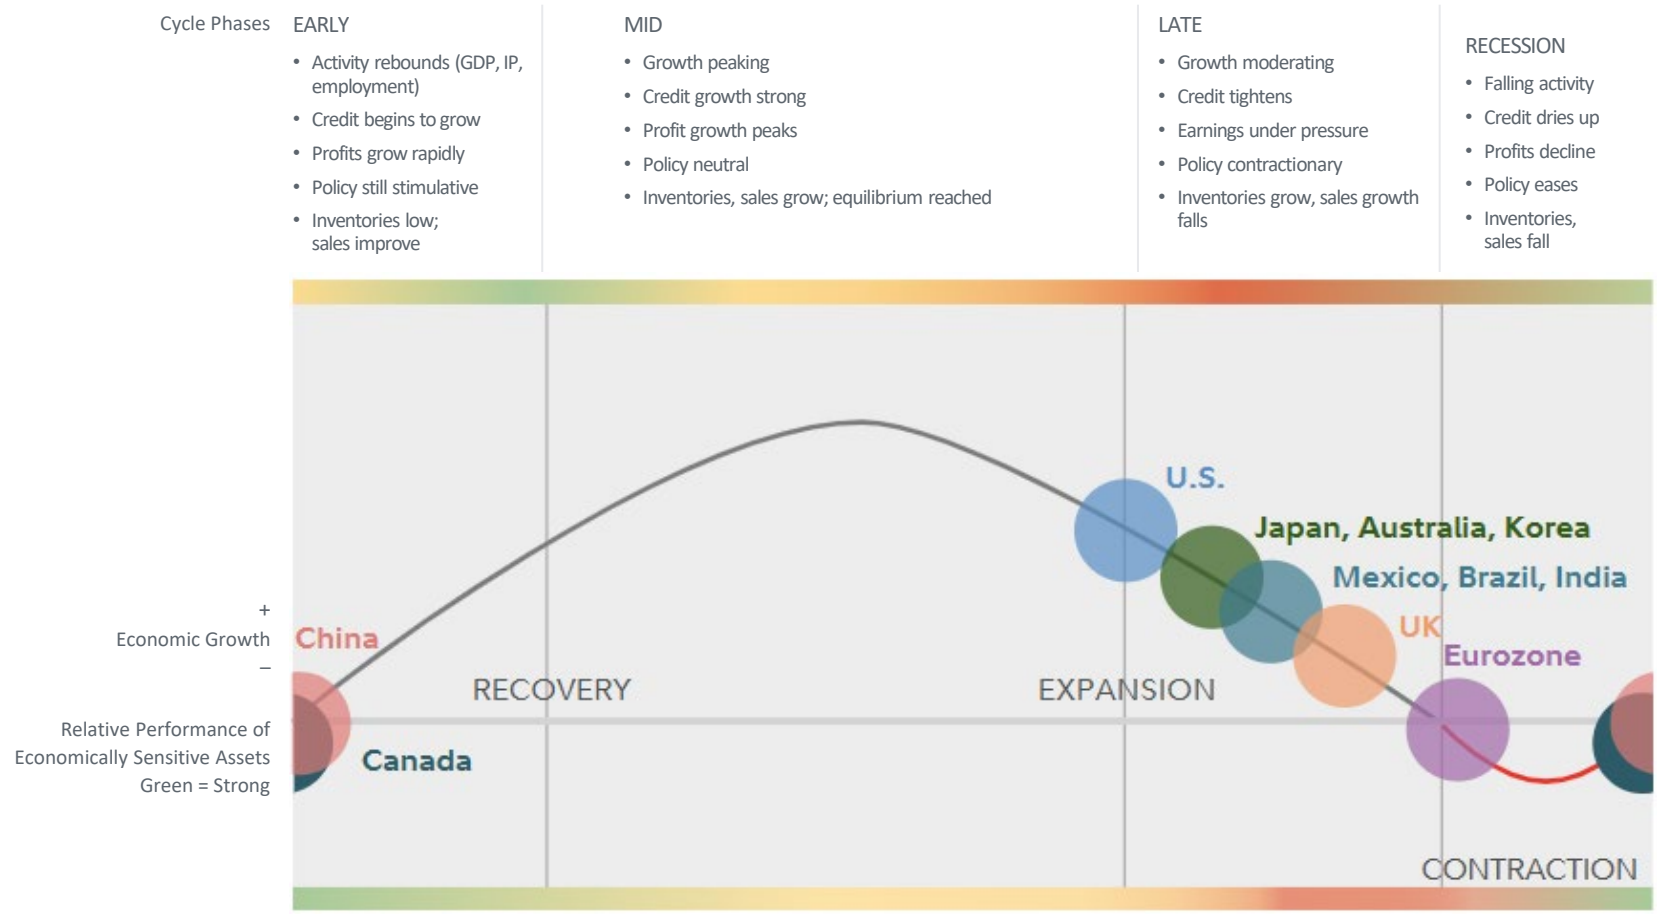 Cycle Phases
EARLY
• Activity rebounds (GDP, IP,
employment)
• Credit begins to grow
• Profits grow rapidly
• Policy still stimulative
• Inventories low;
sales improve
MID
• Growth peaking
• Credit growth strong
• Profit growth peaks
• Policy neutral
• Inventories, sales grow; equilibrium reached
LATE
• Growth moderating
• Credit tightens
• Earnings under pressure
• Policy contractionary
• Inventories grow, sales growth
falls
RECESSION
• Falling activity
• Credit dries up
• Profits decline
• Policy eases
• Inventories,
sales fall
U.S.
Japan, Australia, Korea
Mexico, Brazil, India
UK
Eurozone
+
Economic Growth
–
China
RECOVERY
EXPANSION
Relative Performance of
Economically Sensitive Assets
Green = Strong
Canada
CONTRACTION